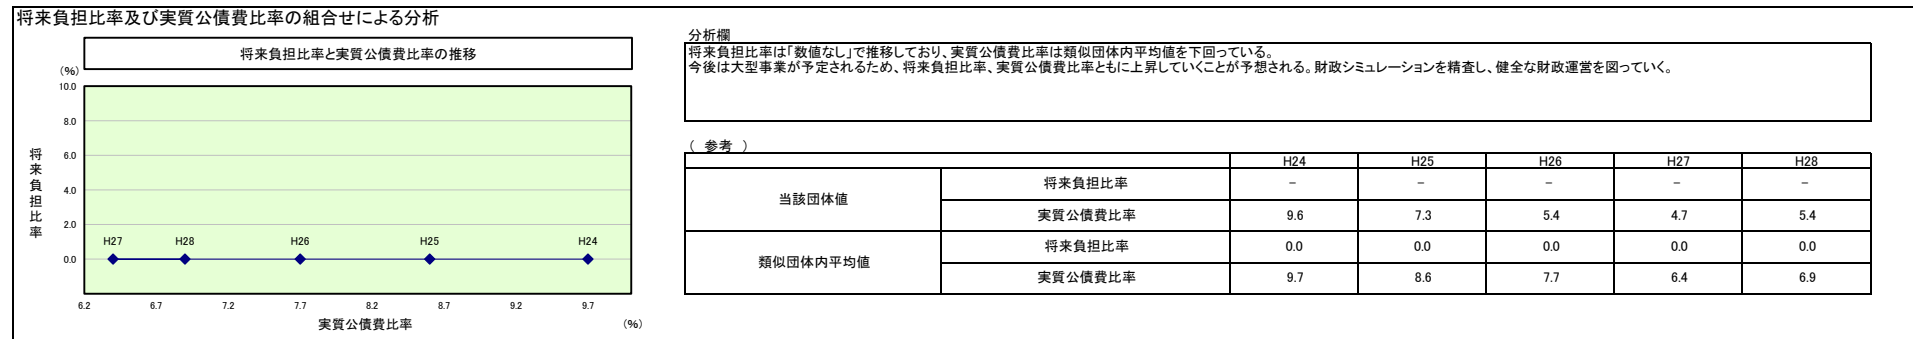 将来負担比率及び実質公債費比率の組合せによる分析
将来負担比率と実質公債費比率の推移
(%)
10.0
8.0
6.0
4.0
2.0
0.0
将来負担比率
H27 H28 H26 H25 H24
6.2 6.7 7.2 7.7 8.2 8.7 9.2 9.7
実質公債費比率 (%)
分析欄
将来負担比率は「数値なし」で推移しており、実質公債費比率は類似団体内平均値を下回っている。
今後は大型事業が予定されるため、将来負担比率、実質公債費比率ともに上昇していくことが予想される。財政シミュレーションを精査し、健全な財政運営を図っていく。
( 参考 )
H24 H25 H26 H27 H28
当該団体値
将来負担比率 － － － － －
実質公債費比率 9.6 7.3 5.4 4.7 5.4
類似団体内平均値
将来負担比率 0.0 0.0 0.0 0.0 0.0
実質公債費比率 9.7 8.6 7.7 6.4 6.9